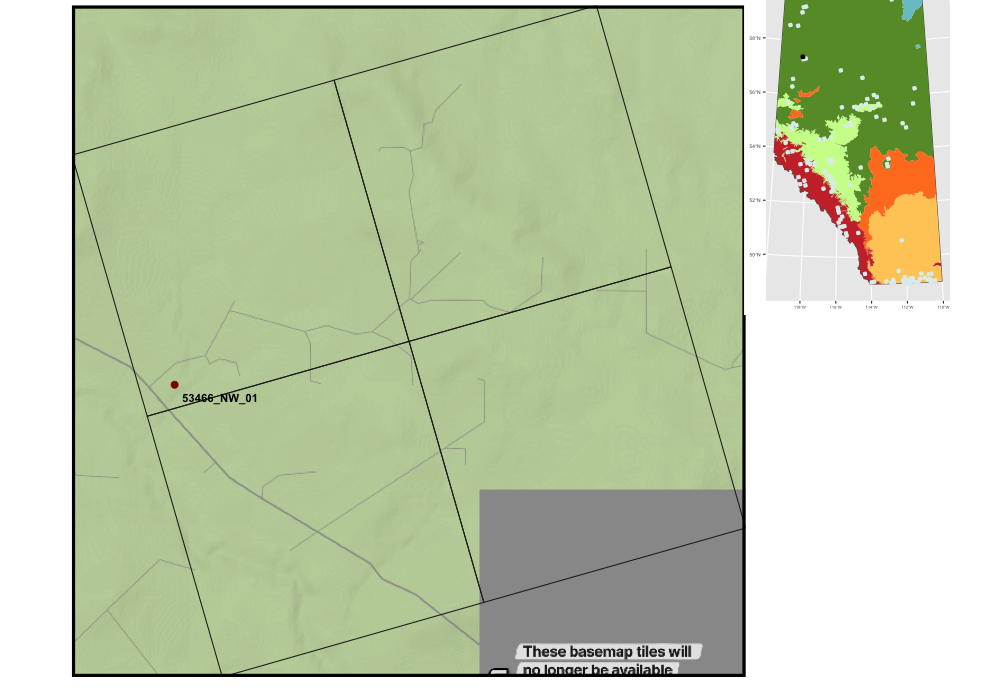 53466_NW_01
These basemap tiles will
no longer be available
58°N
56°N
54°N
52°N
50°N
118°W
116°W
114°W
112°W
110°W